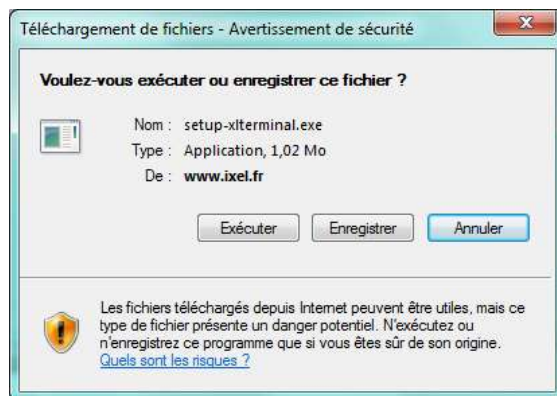 Téléchargement de fichiers - Avertissement de sécurité
Voulez-vous exécuter ou enregistrer ce fichier ?
Nom : setup-xlterminal.exe
Type : Application, 1,02 Mo
De : www.ixel.fr
Exécuter Enregistrer Annuler
Les fichiers téléchargés depuis Internet peuvent être utiles, mais ce
type de fichier présente un danger potentiel. N'exécutez ou
n'enregistrez ce programme que si vous êtes sûr de son origine.
Quels sont les risques ?